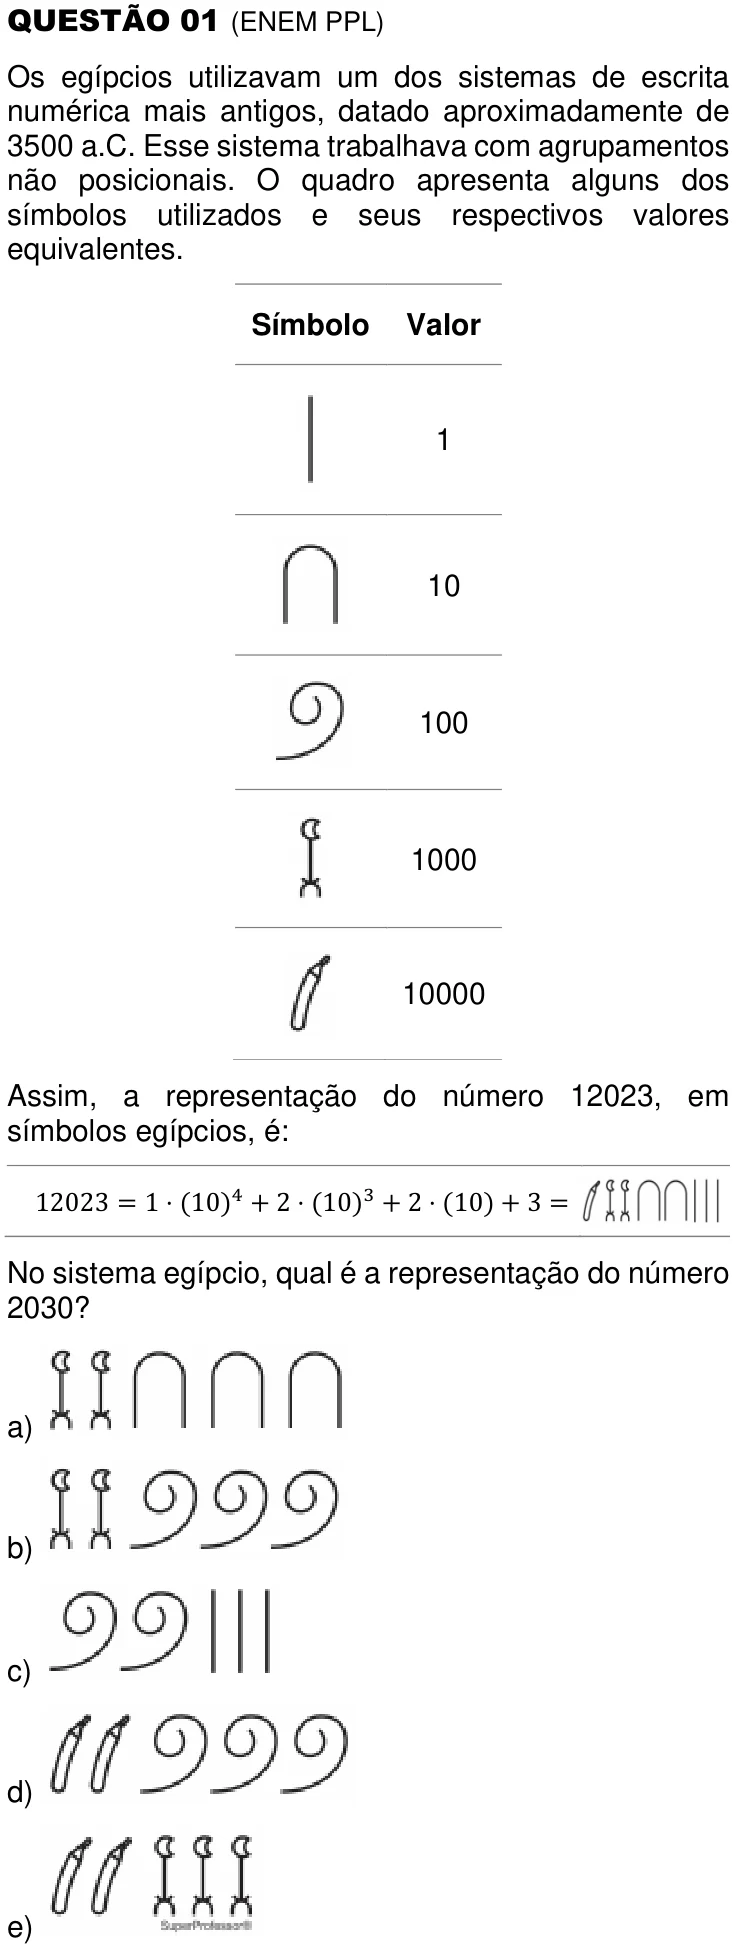 QUESTÃO 01 (ENEM PPL)
Os egípcios utilizavam um dos sistemas de escrita
numérica mais antigos, datado aproximadamente de
3500 a.C. Esse sistema trabalhava com agrupamentos
não posicionais. O quadro apresenta alguns dos
símbolos utilizados e seus respectivos valores
equivalentes.
Símbolo Valor
1
10
100
1000
10000
Assim, a representação do número 12023, em
símbolos egípcios, é:
12023 = 1 · (10)⁴ + 2 · (10)³ + 2 · (10) + 3 =
No sistema egípcio, qual é a representação do número
2030?
a)
b)
c)
d)
e)
SuperProfessor®